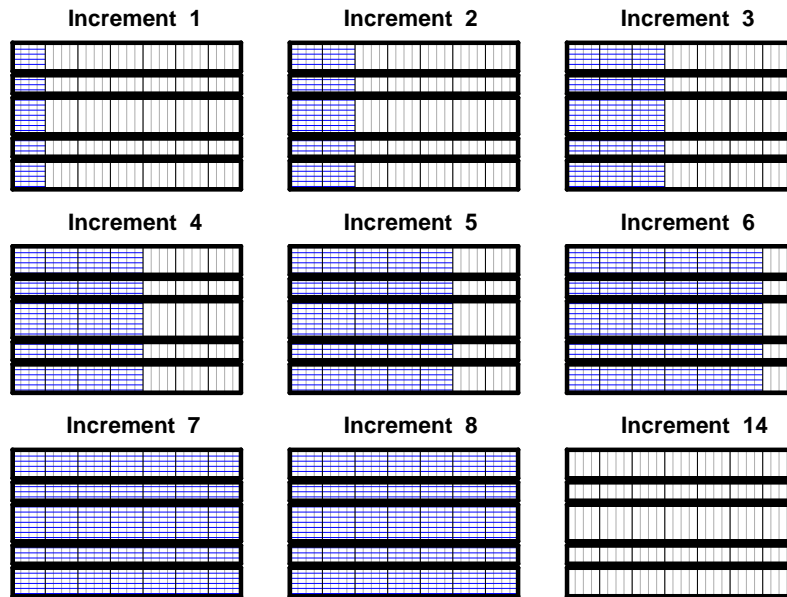 Increment 1
Increment 2
Increment 3
Increment 4
Increment 5
Increment 6
Increment 7
Increment 8
Increment 14